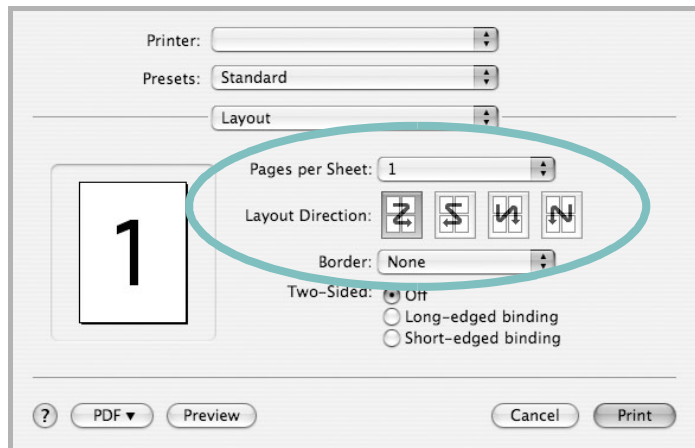 Printer:
Presets: Standard
Layout
Pages per Sheet: 1
Layout Direction:
Border: None
Two-Sided: Off
Long-edged binding
Short-edged binding
1
? PDF▼ Preview Cancel Print